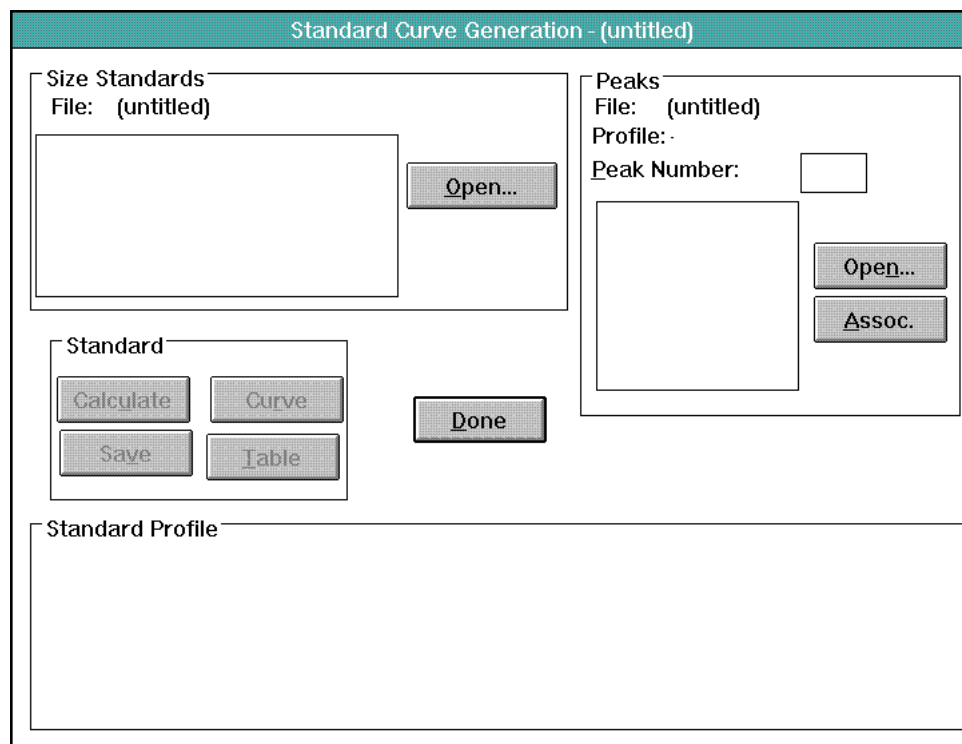 Standard Curve Generation - (untitled)
Size Standards
File: (untitled)
Open...
Peaks
File: (untitled)
Profile: -
Peak Number:
Open...
Assoc.
Standard
Calculate
Curve
Save
Table
Done
Standard Profile